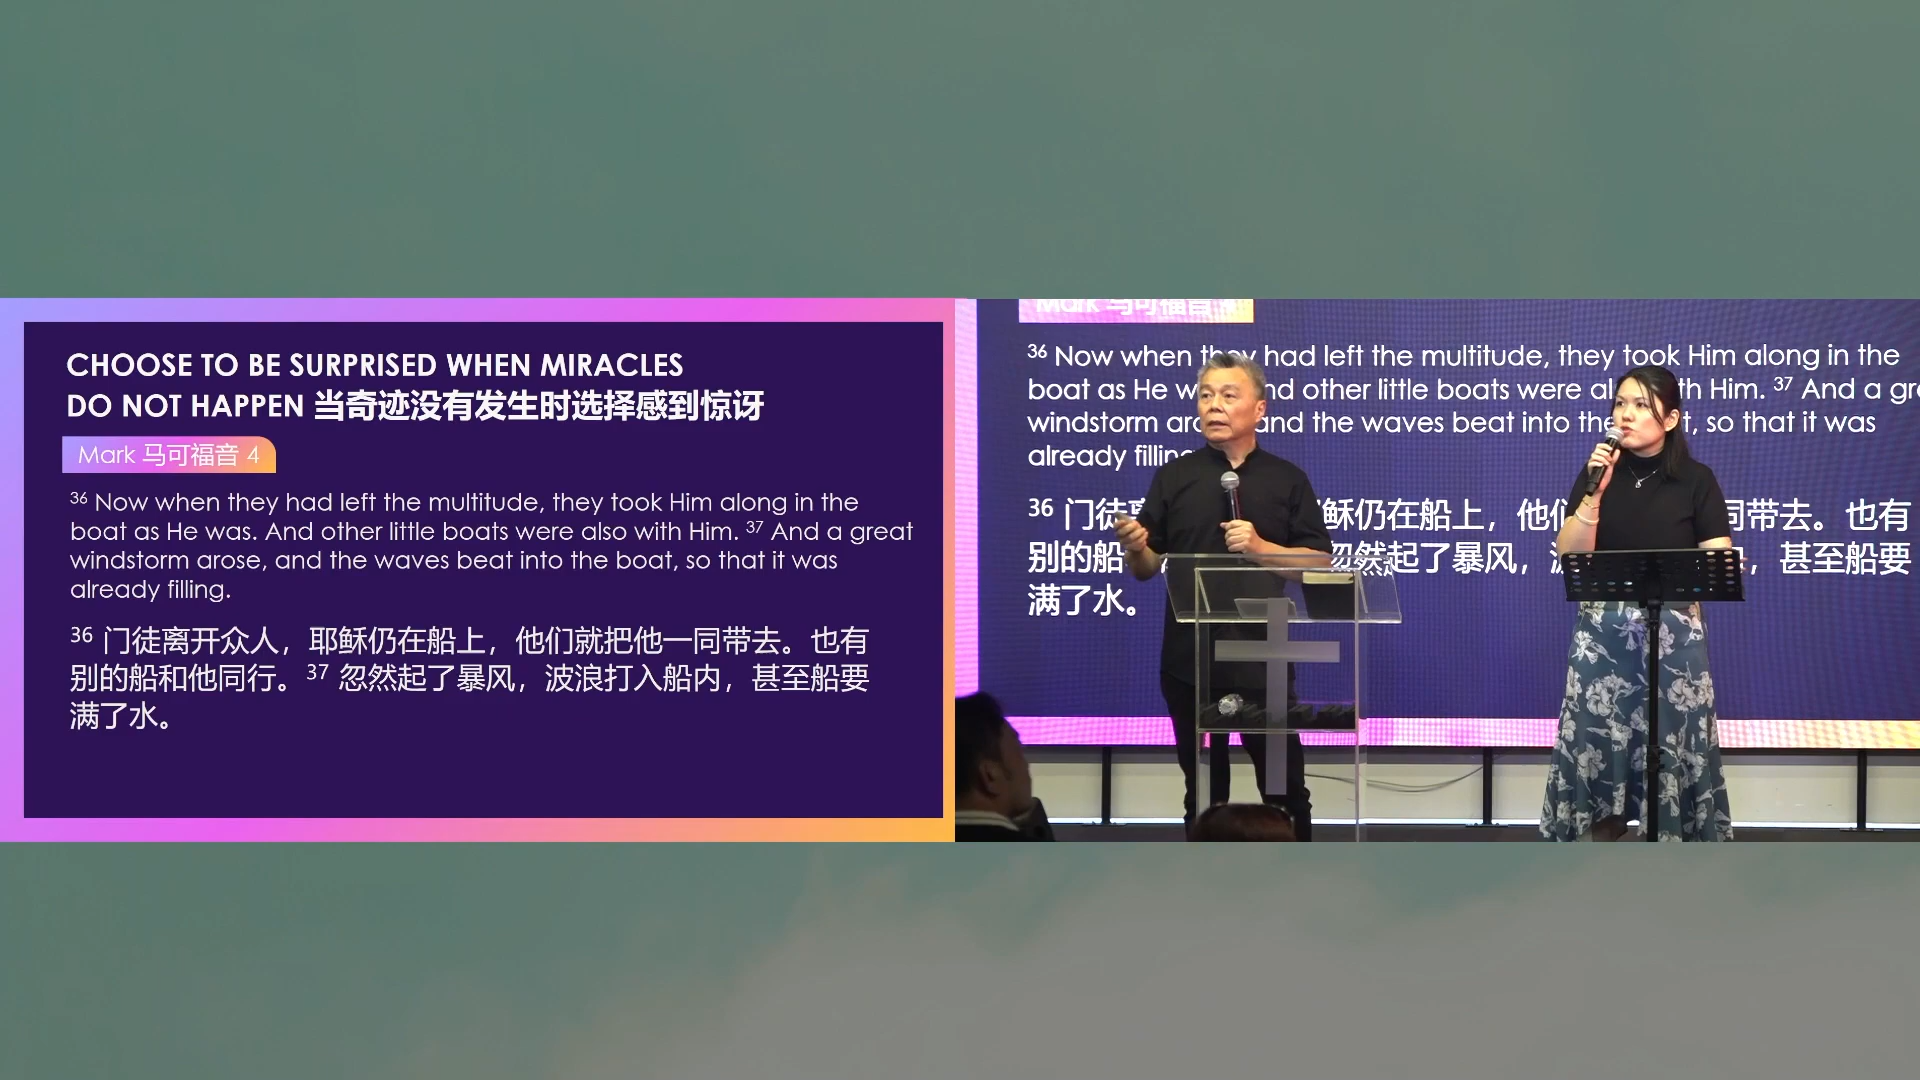 CHOOSE TO BE SURPRISED WHEN MIRACLES
DO NOT HAPPEN 当奇迹没有发生时选择感到惊讶
Mark 马可福音 4
36 Now when they had left the multitude, they took Him along in the
boat as He was. And other little boats were also with Him. 37 And a great
windstorm arose, and the waves beat into the boat, so that it was
already filling.
36 门徒离开众人，耶稣仍在船上，他们就把他一同带去。也有
别的船和他同行。37 忽然起了暴风，波浪打入船内，甚至船要
满了水。
Mark 马可福音
36 Now when they had left the multitude, they took Him along in the
boat as He other little boats were Him. 37 And a
windstorm and the waves beat into the so that it was
already filling
36 门徒 稣仍在船上，他们 同带去。也有
别的船 忽然起了暴风， ，甚至船要
满了水。